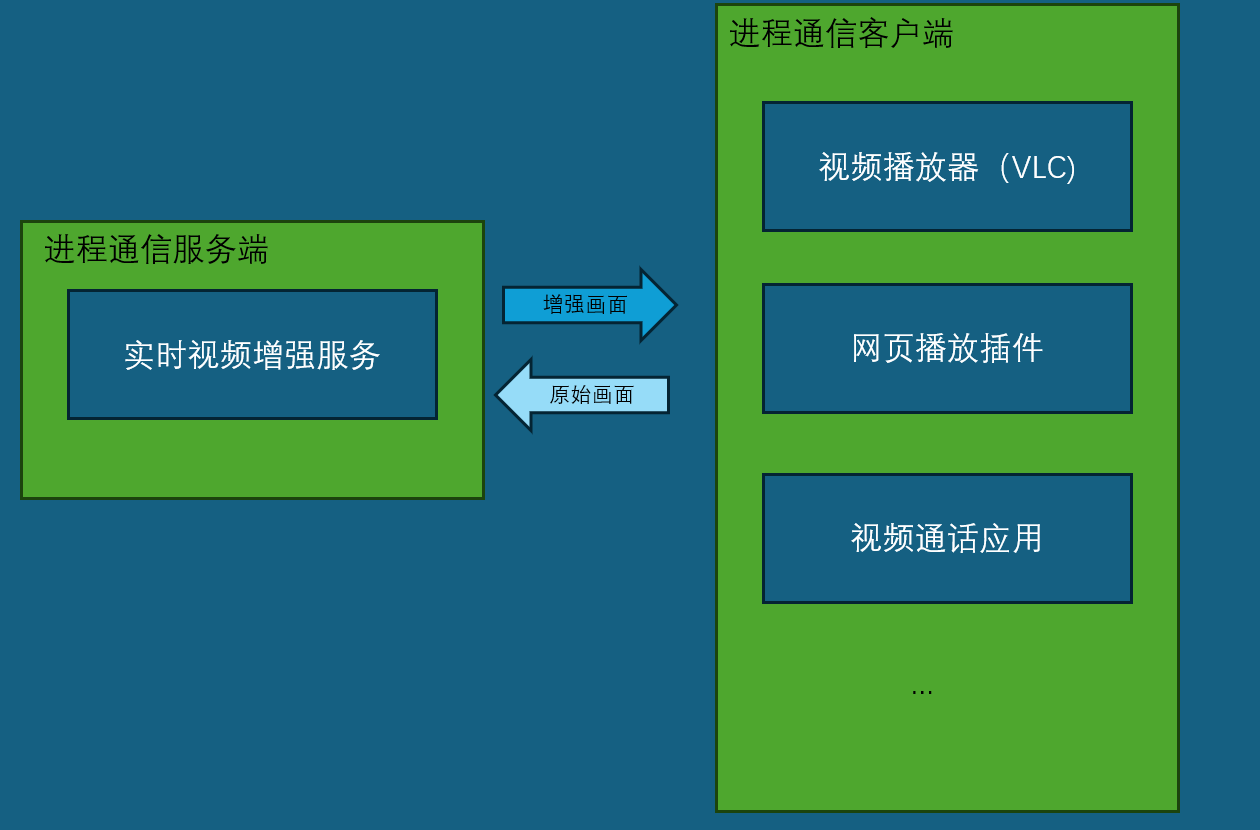 进程通信服务端
实时视频增强服务
增强画面
原始画面
进程通信客户端
视频播放器（VLC)
网页播放插件
视频通话应用
...